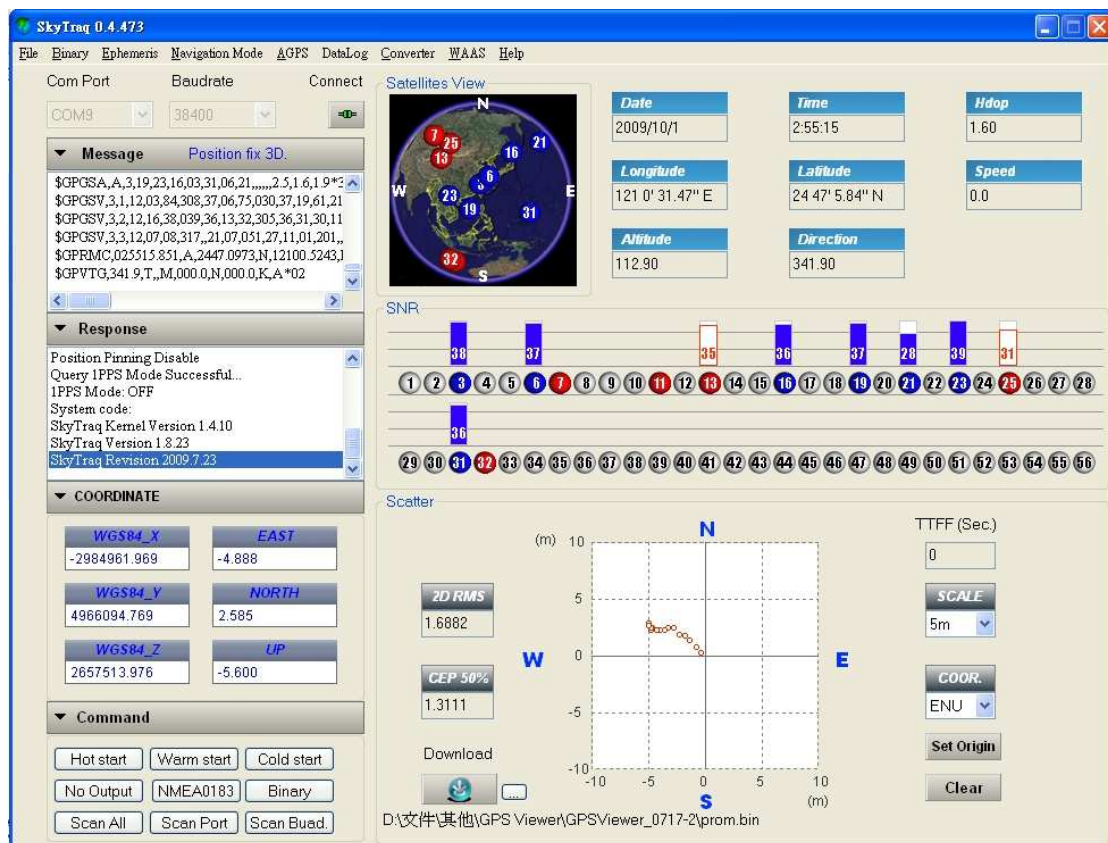 SkyTraq 0.4.473
File Binary Ephemeris Navigation Mode AGPS DataLog Converter WAAS Help
Com Port Baudrate Connect
COM9 38400
Message Position fix 3D.
$GPGSA,A,3,19,23,16,03,31,06,21,,,,,,2.5,1.6,1.9*3
$GPGSV,3,1,12,03,84,308,37,06,75,030,37,19,61,21
$GPGSV,3,2,12,16,38,039,36,13,32,305,36,31,30,11
$GPGSV,3,3,12,07,08,317,,21,07,051,27,11,01,201,,
$GPRMC,025515.851,A,2447.0973,N,12100.5243,
$GPVTG,341.9,T,,M,000.0,N,000.0,K,A*02
Response
Position Pinning Disable
Query 1PPS Mode Successful...
1PPS Mode: OFF
System code:
SkyTraq Kernel Version 1.4.10
SkyTraq Version 1.8.23
SkyTraq Revision 2009.7.23
COORDINATE
WGS84_X EAST
-2984961.969 -4.888
WGS84_Y NORTH
4966094.769 2.585
WGS84_Z UP
2657513.976 -5.600
Command
Hot start Warm start Cold start
No Output NMEA0183 Binary
Scan All Scan Port Scan Buad.
Satellites View
N
7 25 21
16
13
6
W 23 3 E
19 31
32
S
Date Time Hdop
2009/10/1 2:55:15 1.60
Longitude Latitude Speed
121 0' 31.47" E 24 47' 5.84" N 0.0
Altitude Direction
112.90 341.90
SNR
38 37 35 36 37 28 39 31
1 2 3 4 5 6 7 8 9 10 11 12 13 14 15 16 17 18 19 20 21 22 23 24 25 26 27 28
36
29 30 31 32 33 34 35 36 37 38 39 40 41 42 43 44 45 46 47 48 49 50 51 52 53 54 55 56
Scatter
N
(m) 10
5
0
-5
-10
-10 -5 0 5 10
(m)
W E
S
2D RMS
1.6882
CEP 50%
1.3111
Download
...
D:\文件\其他\GPS Viewer\GPSViewer_0717-2\prom.bin
TTFF (Sec.)
0
SCALE
5m
COOR.
ENU
Set Origin
Clear